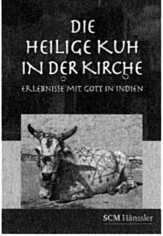 DIE
HEILIGE KUH
IN DER KIRCHE
ERLEBNISSE MIT GOTT IN INDIEN
SCM Hänssler